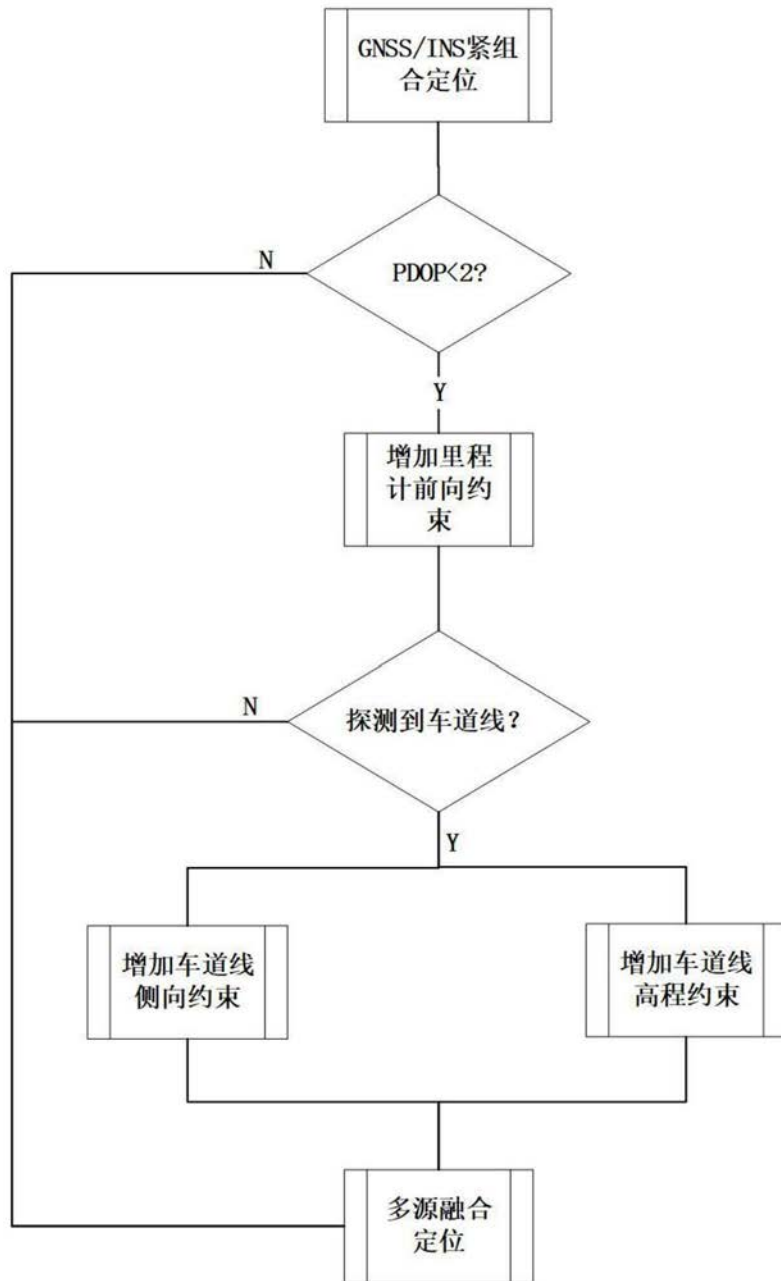 GNSS/INS紧组
合定位
N
PDOP<2?
Y
增加里程
计前向约
束
N
探测到车道线?
Y
增加车道线
侧向约束
增加车道线
高程约束
多源融合
定位